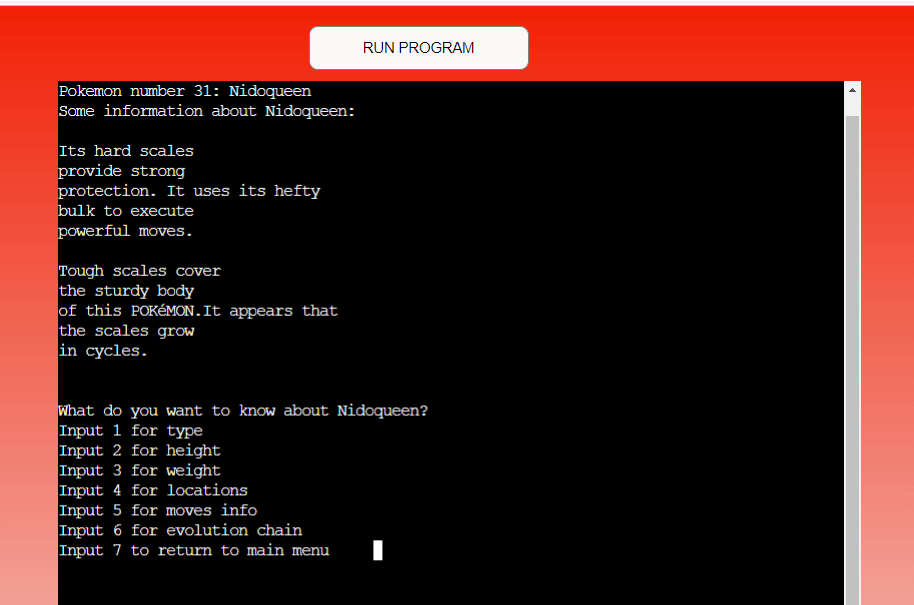 RUN PROGRAM
Pokemon number 31: Nidoqueen
Some information about Nidoqueen:
Its hard scales
provide strong
protection. It uses its hefty
bulk to execute
powerful moves.
Tough scales cover
the sturdy body
of this POKéMON.It appears that
the scales grow
in cycles.
What do you want to know about Nidoqueen?
Input 1 for type
Input 2 for height
Input 3 for weight
Input 4 for locations
Input 5 for moves info
Input 6 for evolution chain
Input 7 to return to main menu